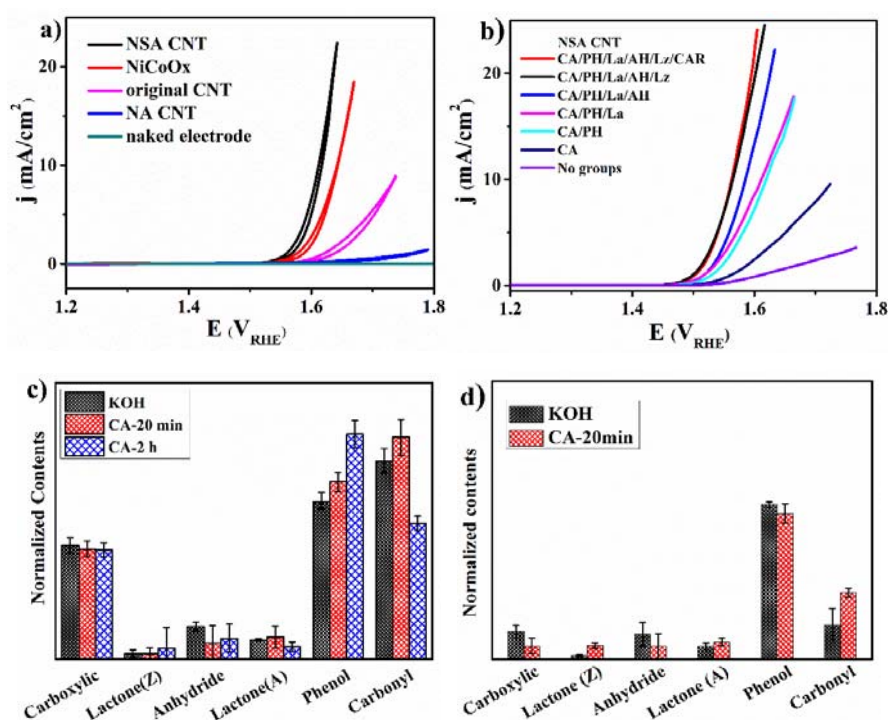 a)
NSA CNT
NiCoOx
original CNT
NA CNT
naked electrode
20
10
0
j (mA/cm²)
1.2 1.4 1.6 1.8
E (V_RHE)
b)
NSA CNT
CA/PH/La/AH/Lz/CAR
CA/PH/La/AH/Lz
CA/PH/La/AH
CA/PH/La
CA/PH
CA
No groups
20
10
0
j (mA/cm²)
1.2 1.4 1.6 1.8
E (V_RHE)
c)
KOH
CA-20 min
CA-2 h
Normalized Contents
Carboxylic Lactone(Z) Anhydride Lactone(A) Phenol Carbonyl
d)
KOH
CA-20min
Normalized contents
Carboxylic Lactone (Z) Anhydride Lactone (A) Phenol Carbonyl